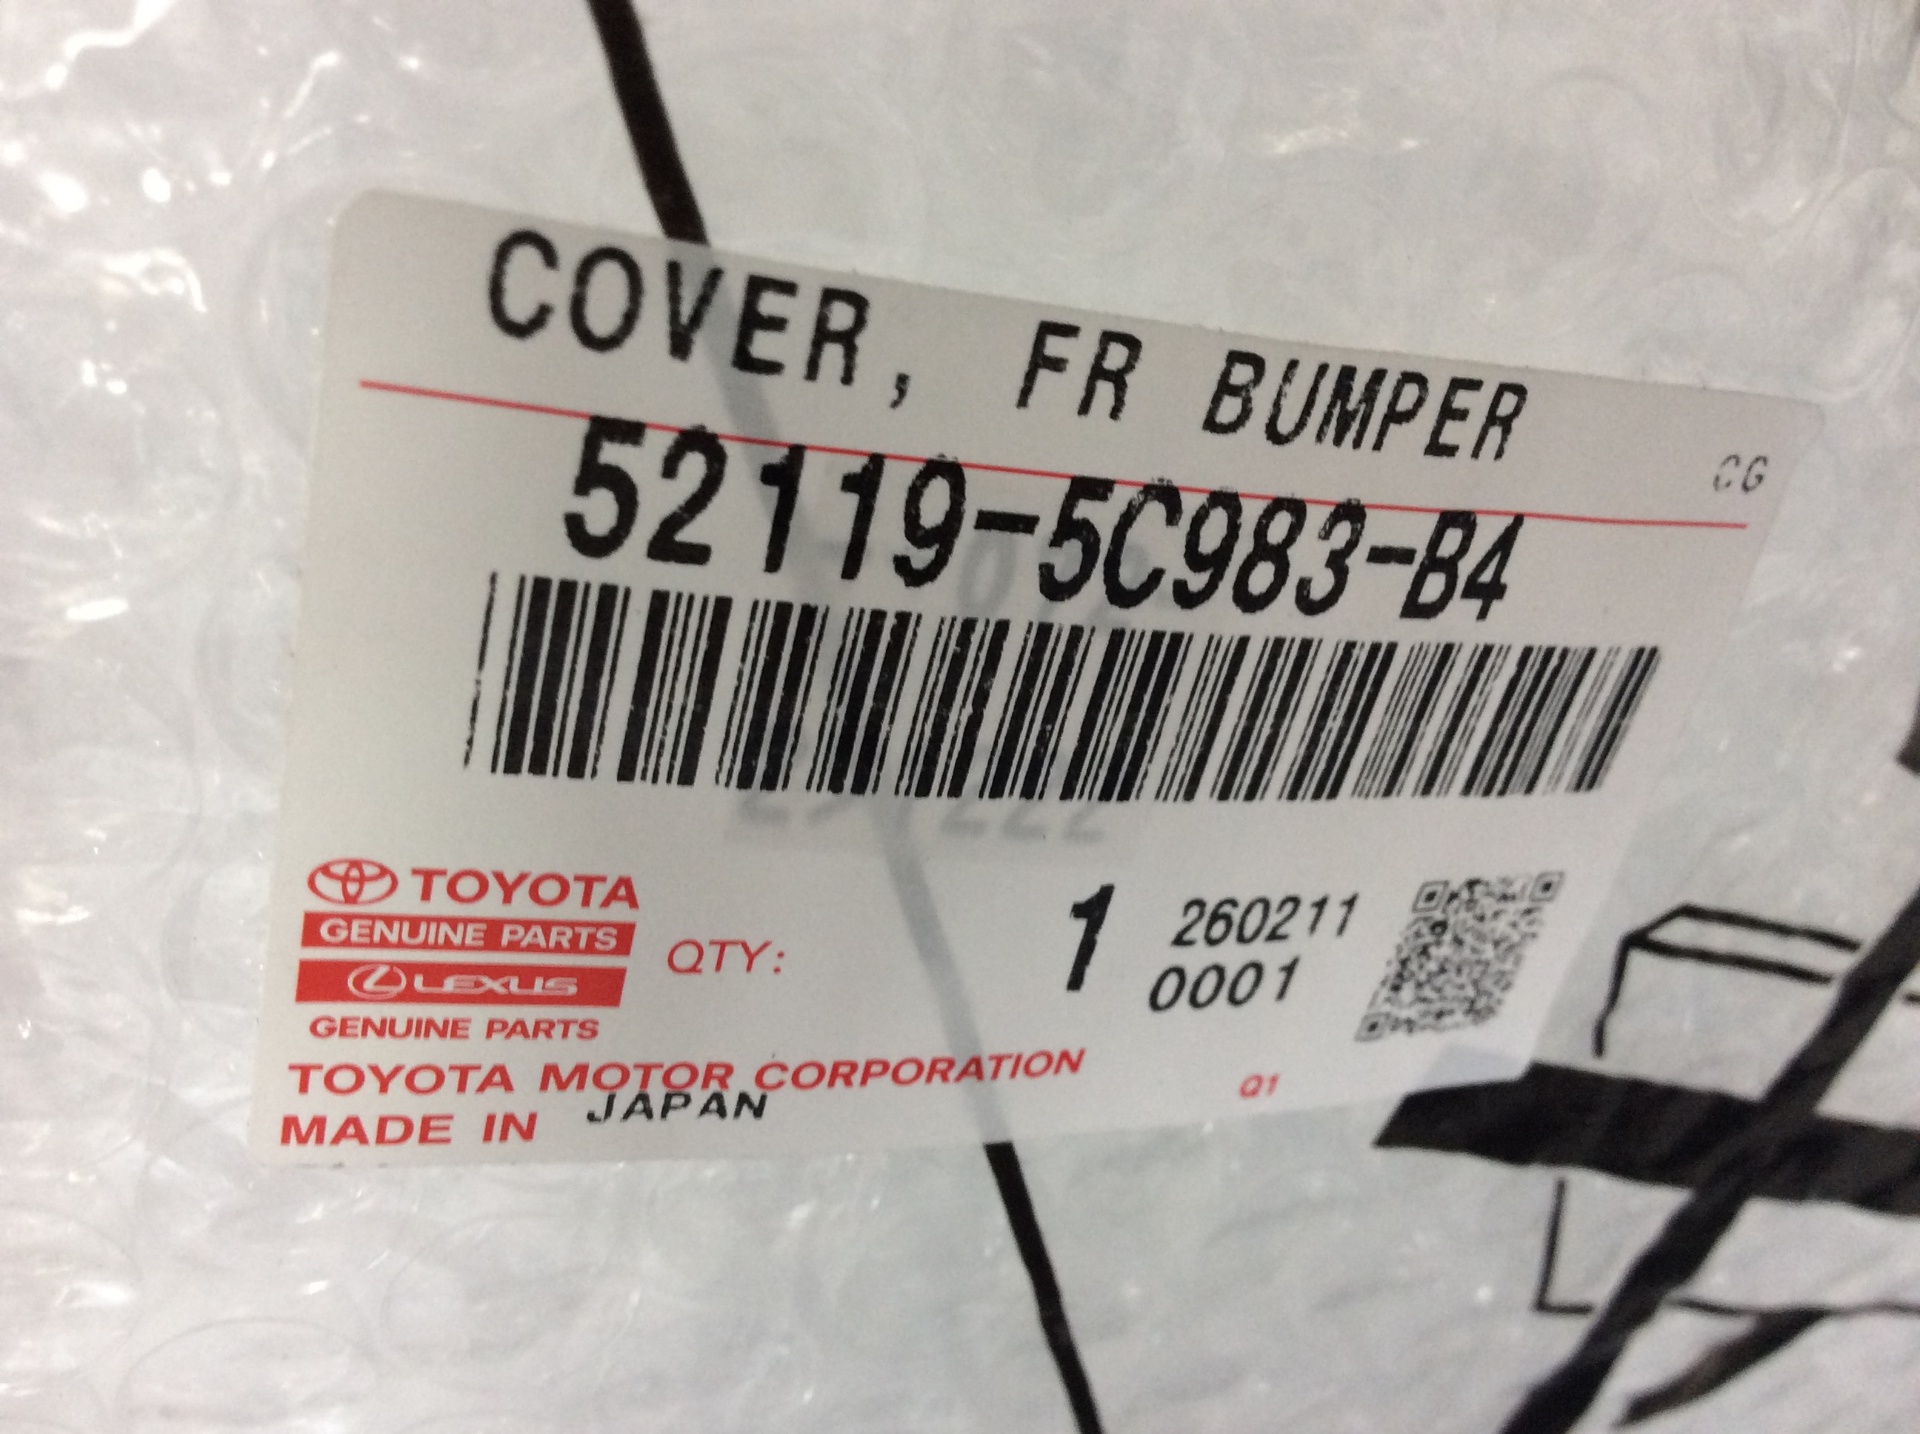 COVER, FR BUMPER
CG
52119-5C983-B4
TOYOTA
GENUINE PARTS
LEXUS
GENUINE PARTS
QTY: 1
260211
0001
TOYOTA MOTOR CORPORATION
MADE IN JAPAN
Q1